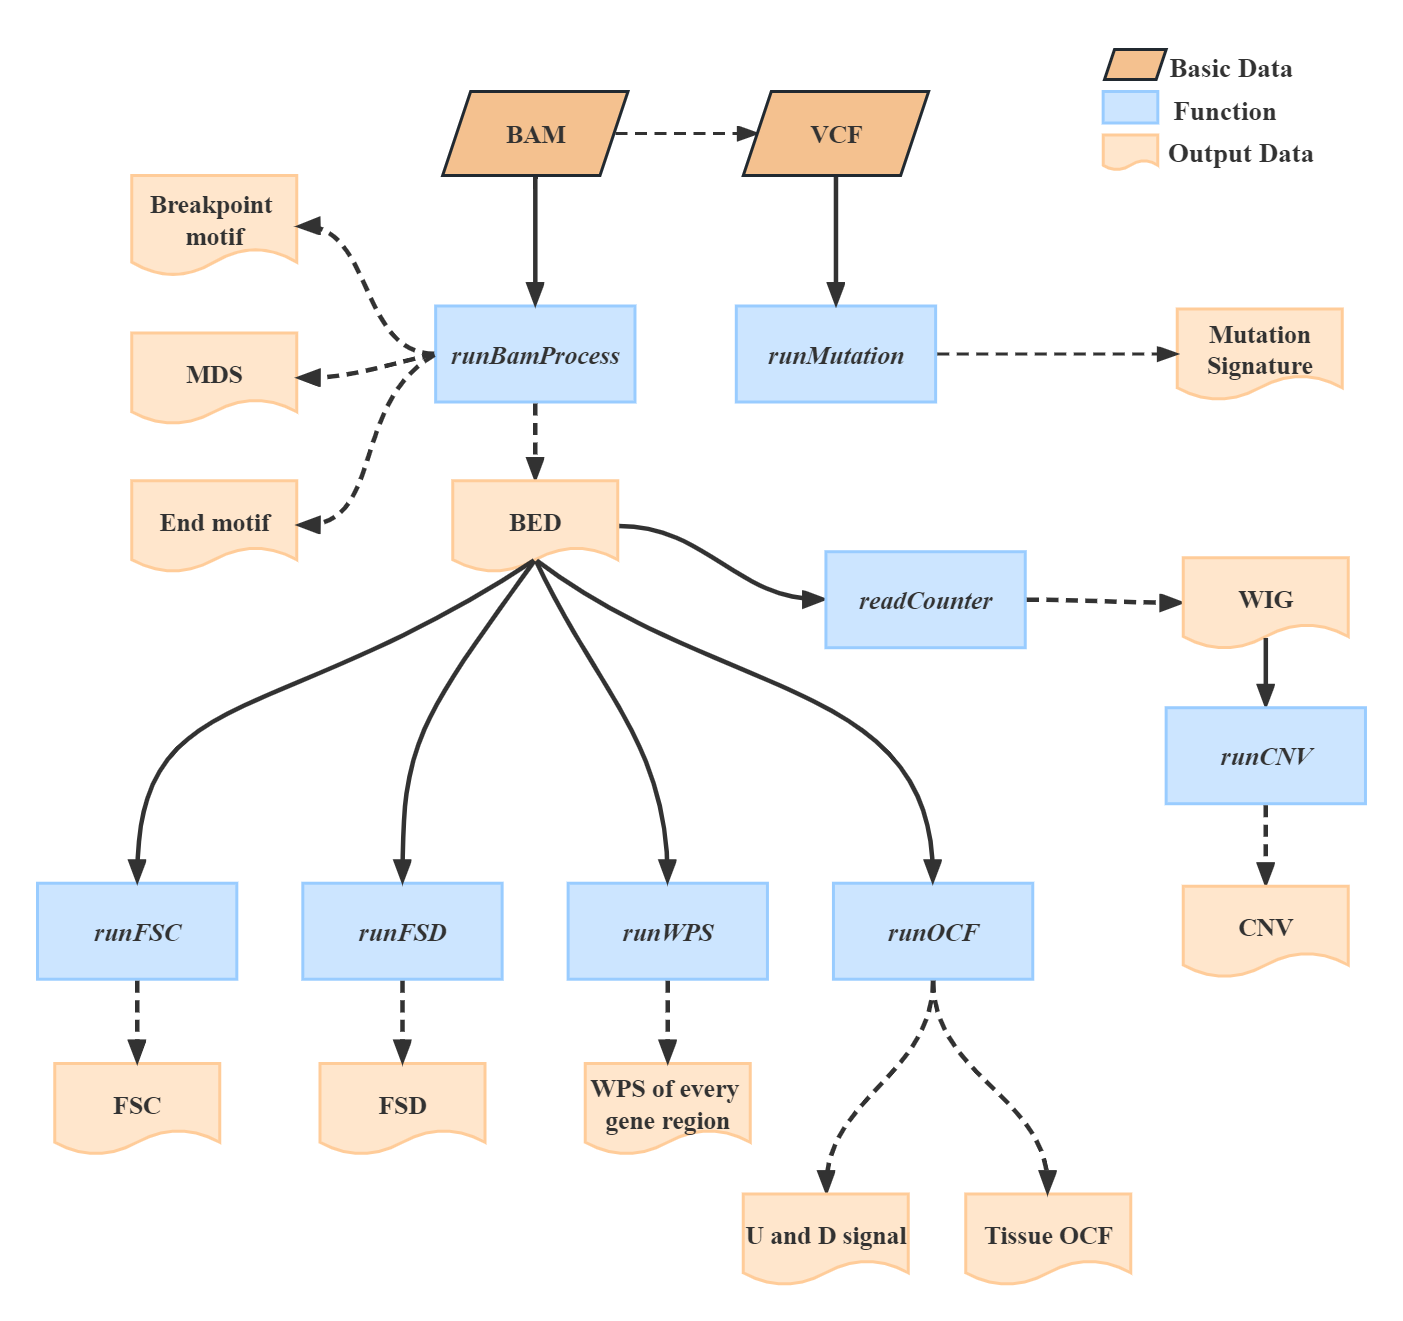 Basic Data
Function
Output Data
BAM
VCF
Breakpoint
motif
runBamProcess
runMutation
Mutation
Signature
MDS
End motif
BED
readCounter
WIG
runCNV
runFSC
runFSD
runWPS
runOCF
CNV
FSC
FSD
WPS of every
gene region
U and D signal
Tissue OCF